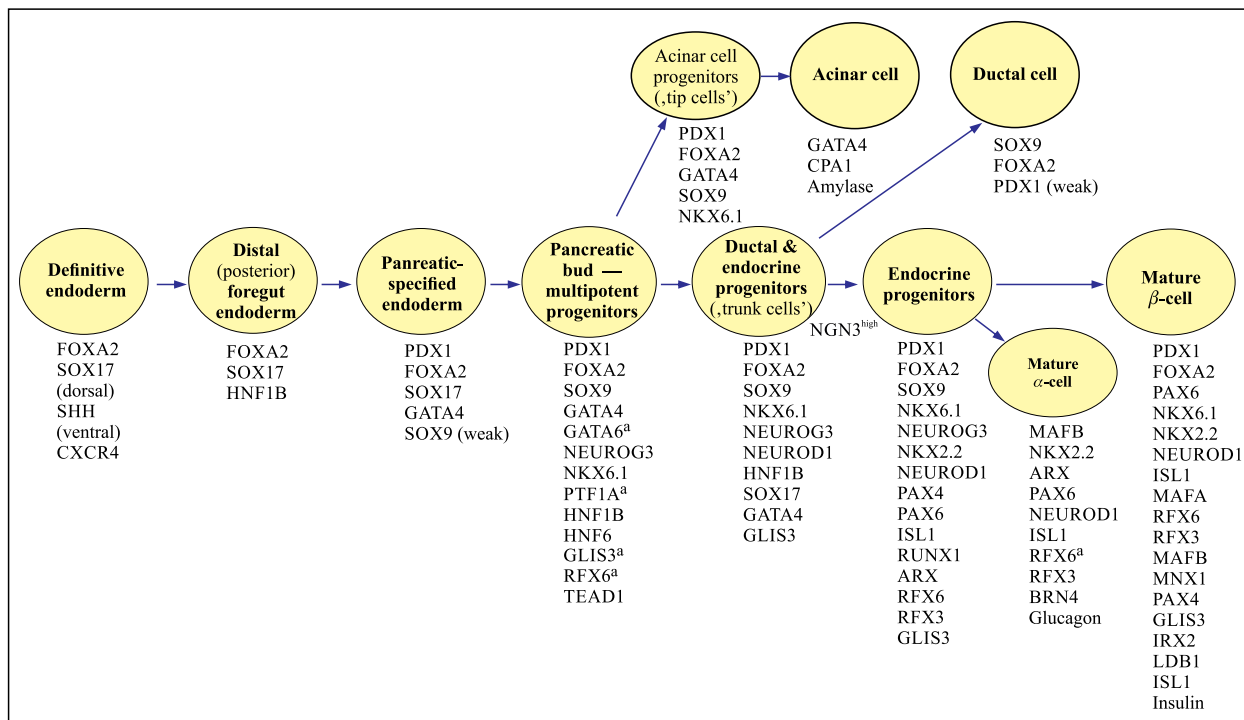 Acinar cell
progenitors
(‚tip cells’)
PDX1
FOXA2
GATA4
SOX9
NKX6.1
Acinar cell
GATA4
CPA1
Amylase
Ductal cell
SOX9
FOXA2
PDX1 (weak)
Definitive
endoderm
FOXA2
SOX17
(dorsal)
SHH
(ventral)
CXCR4
Distal
(posterior)
foregut
endoderm
FOXA2
SOX17
HNF1B
Panreatic-
specified
endoderm
PDX1
FOXA2
SOX17
GATA4
SOX9 (weak)
Pancreatic
bud —
multipotent
progenitors
PDX1
FOXA2
SOX9
GATA4
GATA6ᵃ
NEUROG3
NKX6.1
PTF1Aᵃ
HNF1B
HNF6
GLIS3ᵃ
RFX6ᵃ
TEAD1
Ductal &
endocrine
progenitors
(‚trunk cells’)
PDX1
FOXA2
SOX9
NKX6.1
NEUROG3
NEUROD1
HNF1B
SOX17
GATA4
GLIS3
NGN3ʰⁱᵍʰ
Endocrine
progenitors
PDX1
FOXA2
SOX9
NKX6.1
NEUROG3
NKX2.2
NEUROD1
PAX4
PAX6
ISL1
RUNX1
ARX
RFX6
RFX3
GLIS3
Mature
α-cell
MAFB
NKX2.2
ARX
PAX6
NEUROD1
ISL1
RFX6ᵃ
RFX3
BRN4
Glucagon
Mature
β-cell
PDX1
FOXA2
PAX6
NKX6.1
NKX2.2
NEUROD1
ISL1
MAFA
RFX6
RFX3
MAFB
MNX1
PAX4
GLIS3
IRX2
LDB1
ISL1
Insulin